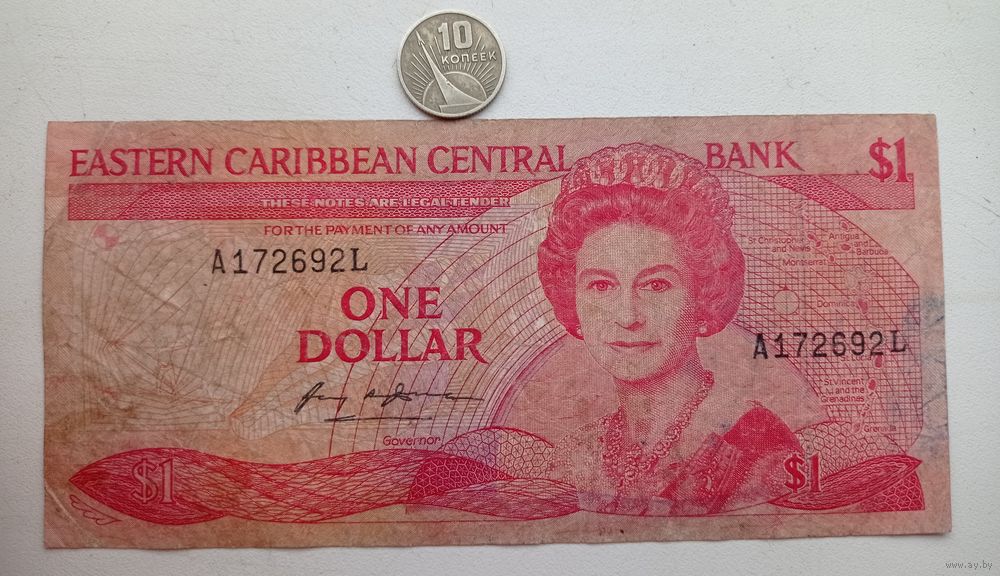 10
КОПЕЕК
EASTERN CARIBBEAN CENTRAL BANK $1
THESE NOTES ARE LEGAL TENDER
FOR THE PAYMENT OF ANY AMOUNT
A172692L
ONE
DOLLAR
Governor
$1
St Christopher
and Nevis
Antigua
and
Barbuda
Montserrat
Dominica
A172692L
St Vincent
and the
Grenadines
Grenada
$1
www.ay.by